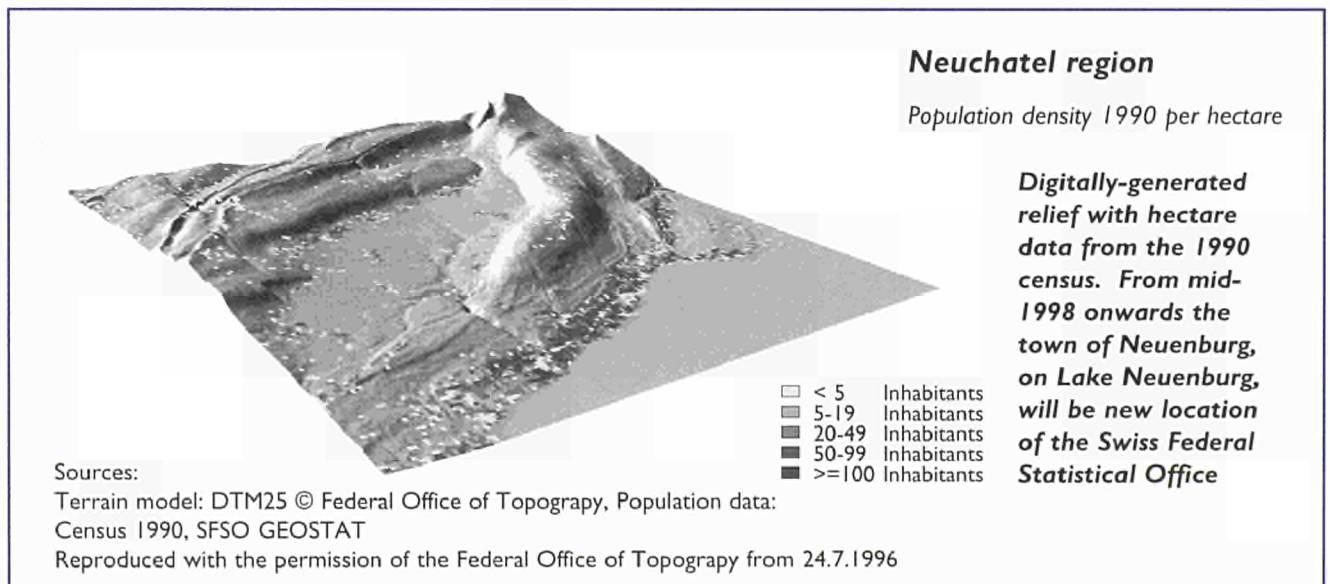 Neuchatel region
Population density 1990 per hectare
Digitally-generated
relief with hectare
data from the 1990
census. From mid-
1998 onwards the
town of Neuenburg,
on Lake Neuenburg,
will be new location
of the Swiss Federal
Statistical Office
< 5 Inhabitants
5-19 Inhabitants
20-49 Inhabitants
50-99 Inhabitants
>=100 Inhabitants
Sources:
Terrain model: DTM25 © Federal Office of Topograpy, Population data:
Census 1990, SFSO GEOSTAT
Reproduced with the permission of the Federal Office of Topograpy from 24.7.1996